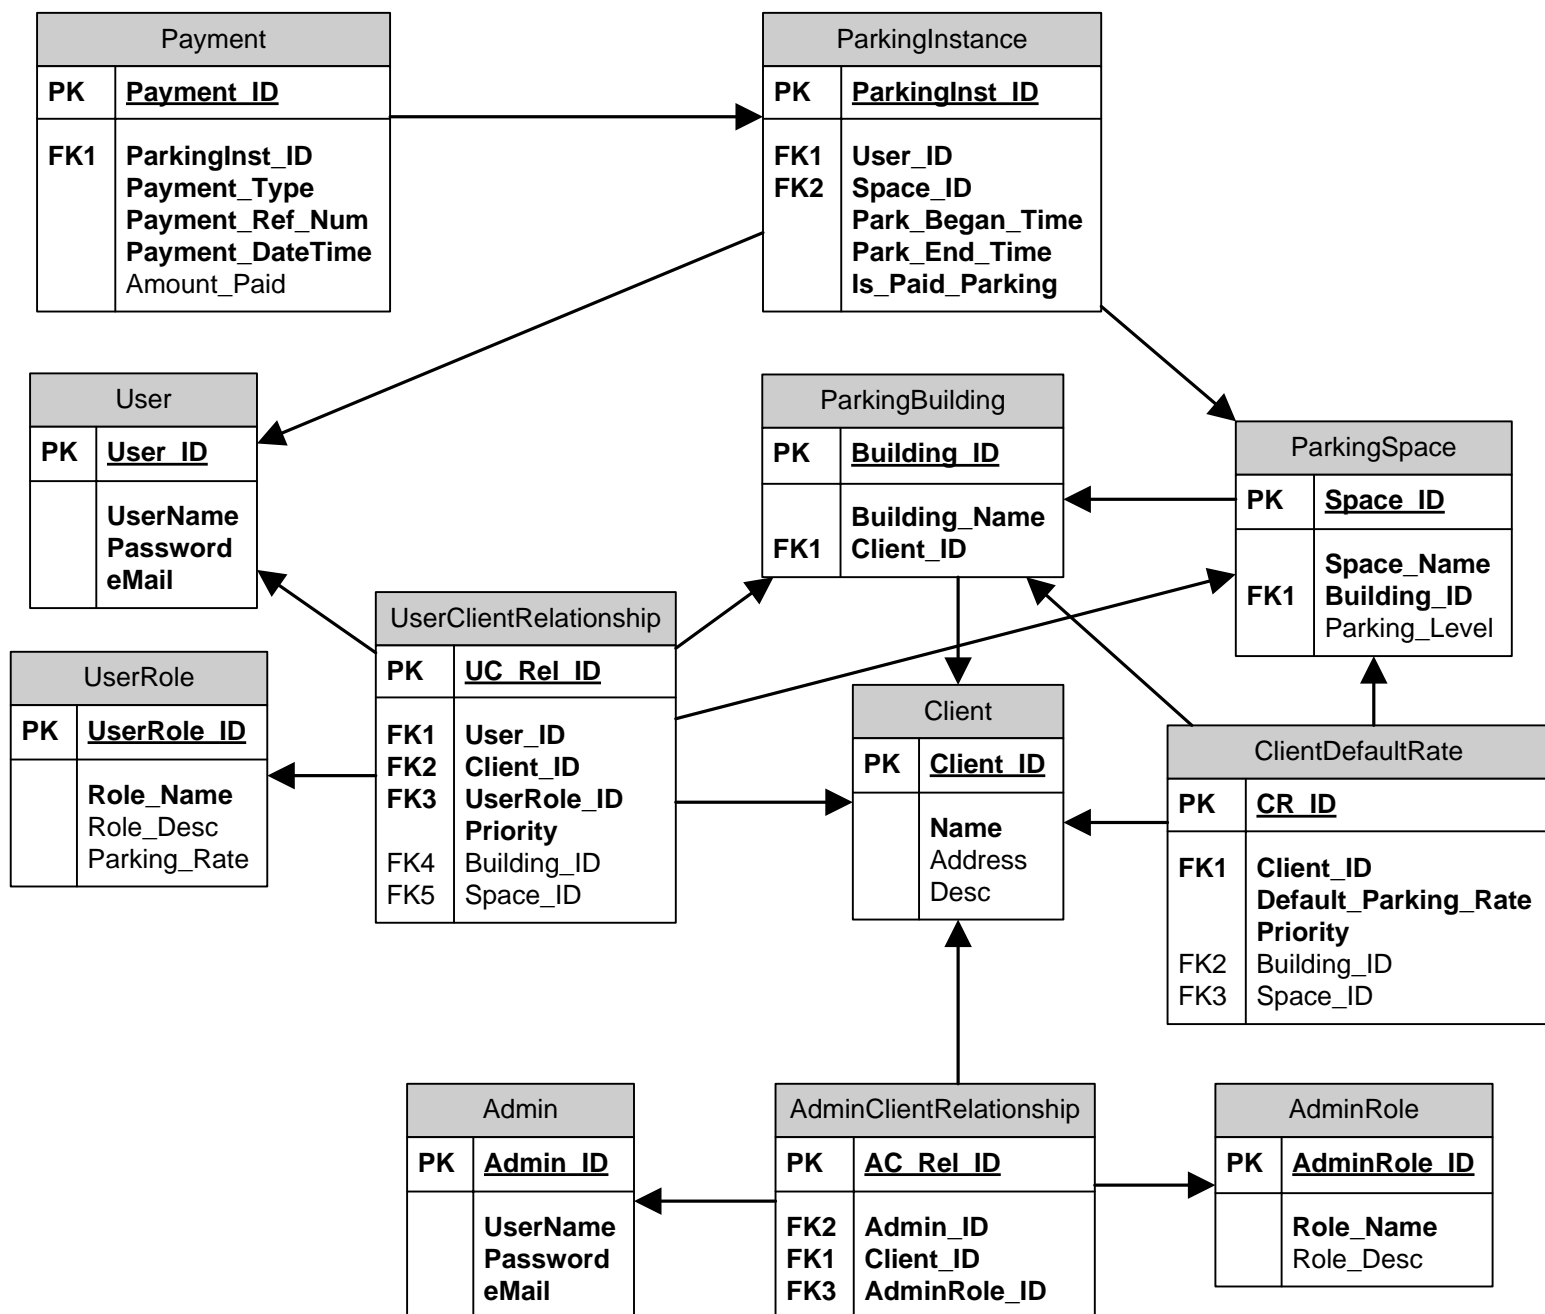 Payment
PK Payment_ID
FK1 ParkingInst_ID
Payment_Type
Payment_Ref_Num
Payment_DateTime
Amount_Paid
ParkingInstance
PK ParkingInst_ID
FK1 User_ID
FK2 Space_ID
Park_Began_Time
Park_End_Time
Is_Paid_Parking
User
PK User_ID
UserName
Password
eMail
ParkingBuilding
PK Building_ID
Building_Name
FK1 Client_ID
ParkingSpace
PK Space_ID
Space_Name
FK1 Building_ID
Parking_Level
UserRole
PK UserRole_ID
Role_Name
Role_Desc
Parking_Rate
UserClientRelationship
PK UC_Rel_ID
FK1 User_ID
FK2 Client_ID
FK3 UserRole_ID
Priority
FK4 Building_ID
FK5 Space_ID
Client
PK Client_ID
Name
Address
Desc
ClientDefaultRate
PK CR_ID
FK1 Client_ID
Default_Parking_Rate
Priority
FK2 Building_ID
FK3 Space_ID
Admin
PK Admin_ID
UserName
Password
eMail
AdminClientRelationship
PK AC_Rel_ID
FK2 Admin_ID
FK1 Client_ID
FK3 AdminRole_ID
AdminRole
PK AdminRole_ID
Role_Name
Role_Desc